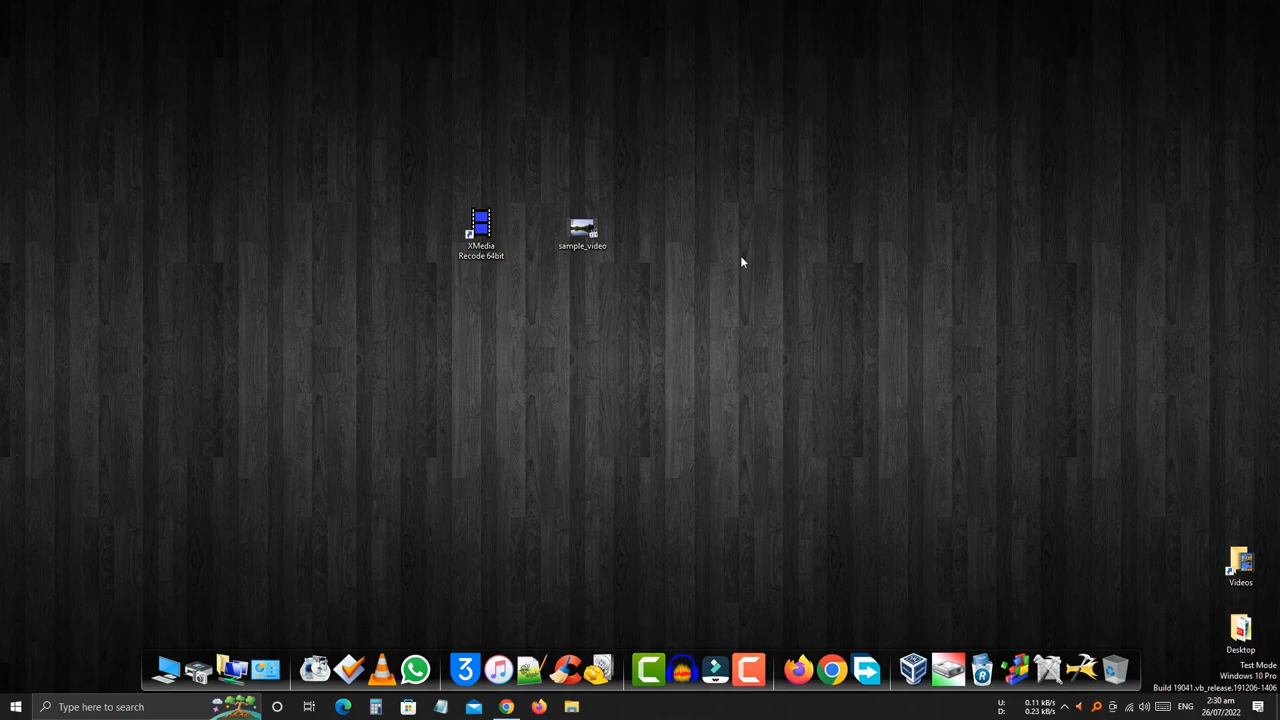 XMedia
Recode 64bit
sample_video
Videos
Desktop
Test Mode
Windows 10 Pro
Build 19041.vb_release.191206-1406
3
Type here to search
U: 0.11 kB/s
D: 0.23 kB/s
ENG
2:30 am
26/07/2022